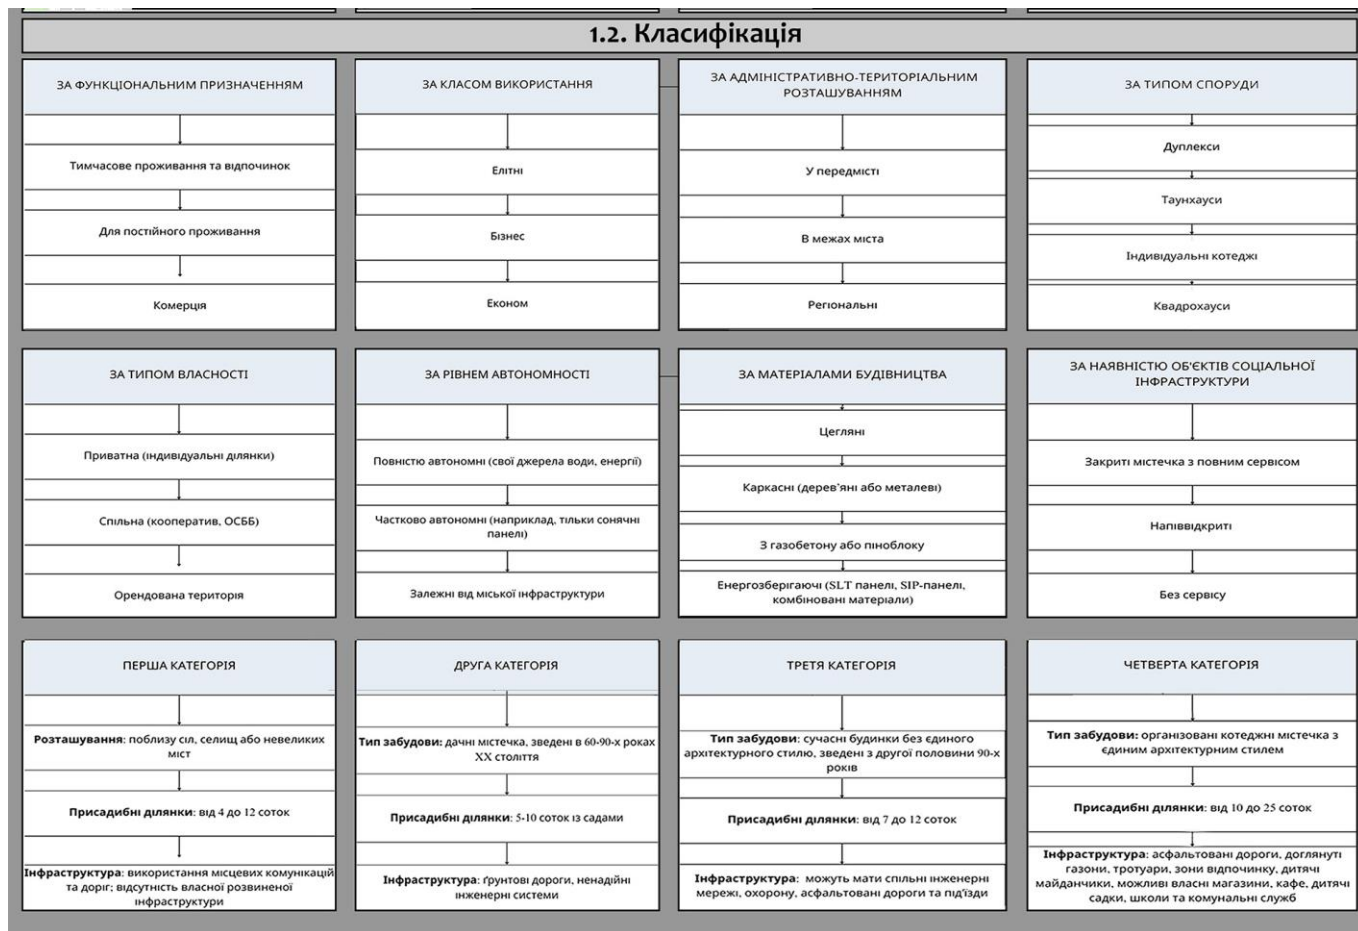 1.2. Класифікація
ЗА ФУНКЦІОНАЛЬНИМ ПРИЗНАЧЕННЯМ
Тимчасове проживання та відпочинок
Для постійного проживання
Комерція
ЗА КЛАСОМ ВИКОРИСТАННЯ
Елітні
Бізнес
Економ
ЗА АДМІНІСТРАТИВНО-ТЕРИТОРІАЛЬНИМ
РОЗТАШУВАННЯМ
У передмісті
В межах міста
Регіональні
ЗА ТИПОМ СПОРУДИ
Дуплекси
Таунхауси
Індивідуальні котеджі
Квадрохауси
ЗА ТИПОМ ВЛАСНОСТІ
Приватна (індивідуальні ділянки)
Спільна (кооператив, ОСББ)
Орендована територія
ЗА РІВНЕМ АВТОНОМНОСТІ
Повністю автономні (свої джерела води, енергії)
Частково автономні (наприклад, тільки сонячні
панелі)
Залежні від міської інфраструктури
ЗА МАТЕРІАЛАМИ БУДІВНИЦТВА
Цегляні
Каркасні (дерев'яні або металеві)
З газобетону або піноблоку
Енергозберігаючі (SLT панелі, SIP-панелі,
комбіновані матеріали)
ЗА НАЯВНІСТЮ ОБ'ЄКТІВ СОЦІАЛЬНОЇ
ІНФРАСТРУКТУРИ
Закриті містечка з повним сервісом
Напіввідкриті
Без сервісу
ПЕРША КАТЕГОРІЯ
Розташування: поблизу сіл, селищ або невеликих
міст
Присадибні ділянки: від 4 до 12 соток
Інфраструктура: використання місцевих комунікацій
та доріг; відсутність власної розвиненої
інфраструктури
ДРУГА КАТЕГОРІЯ
Тип забудови: дачні містечка, зведені в 60-90-х роках
XX століття
Присадибні ділянки: 5-10 соток із садами
Інфраструктура: ґрунтові дороги, ненадійні
інженерні системи
ТРЕТЯ КАТЕГОРІЯ
Тип забудови: сучасні будинки без єдиного
архітектурного стилю, зведені з другої половини 90-х
років
Присадибні ділянки: від 7 до 12 соток
Інфраструктура: можуть мати спільні інженерні
мережі, охорону, асфальтовані дороги та під'їзди
ЧЕТВЕРТА КАТЕГОРІЯ
Тип забудови: організовані котеджні містечка з
єдиним архітектурним стилем
Присадибні ділянки: від 10 до 25 соток
Інфраструктура: асфальтовані дороги, доглянуті
газони, тротуари, зони відпочинку, дитячі
майданчики, можливі власні магазини, кафе, дитячі
садки, школи та комунальні служб